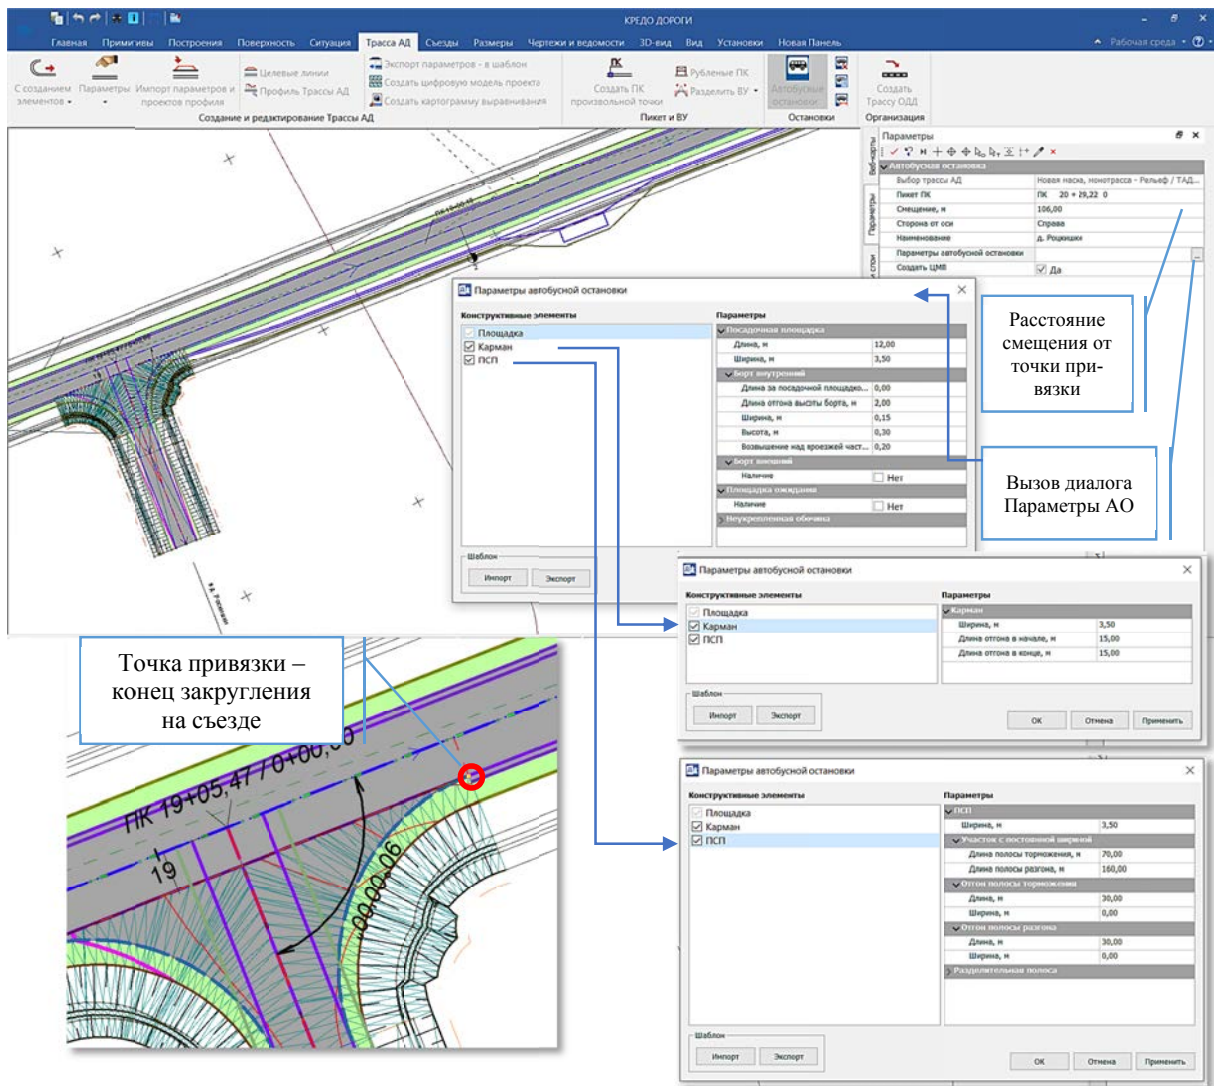 КРЕДО ДОРОГИ
Главная Примитивы Построения Поверхность Ситуация Трасса АД Съезды Размеры Чертежи и ведомости 3D-вид Вид Установки Новая Панель Рабочая среда
С созданием элементов
Параметры
Импорт параметров и проектов профиля
Целевые линии
Профиль Трассы АД
Экспорт параметров - в шаблон
Создать цифровую модель проекта
Создать картограмму выравнивания
Создание и редактирование Трассы АД
Создать ПК произвольной точки
Рубленые ПК
Разделить ВУ
Пикет и ВУ
Автобусные остановки
Остановки
Создать Трассу ОДД
Организация
Веб-карты
Параметры
и слои
Параметры
Автобусная остановка
Выбор трассы АД
Пикет ПК ПК 20 + 29,22 0
Смещение, м 106,00
Сторона от оси Справа
Наименование
Параметры автобусной остановки ...
Создать ЦМВ Да
Параметры автобусной остановки
Конструктивные элементы
Площадка
Карман
ПСП
Параметры
Посадочная площадка
Длина, м 12,00
Ширина, м 3,50
Борт внутренний
Длина за посадочной площадко... 0,00
Длина отгона высоты борта, м 2,00
Ширина, м 0,15
Высота, м 0,30
Возвышение над проезжей част... 0,20
Борт внешний
Наличие Нет
Площадка ожидания
Наличие Нет
Неукрепленная обочина
Шаблон
Импорт Экспорт
Расстояние
смещения от
точки при-
вязки
Вызов диалога
Параметры АО
Параметры автобусной остановки
Конструктивные элементы
Площадка
Карман
ПСП
Параметры
Карман
Ширина, м 3,50
Длина отгона в начале, м 15,00
Длина отгона в конце, м 15,00
Шаблон
Импорт Экспорт
ОК Отмена Применить
Точка привязки –
конец закругления
на съезде
ПК 19+05,47 / 0+00,00
19
00,00,06
Параметры автобусной остановки
Конструктивные элементы
Площадка
Карман
ПСП
Параметры
ПСП
Ширина, м 3,50
Участок с постоянной шириной
Длина полосы торможения, м 70,00
Длина полосы разгона, м 160,00
Отгон полосы торможения
Длина, м 30,00
Ширина, м 0,00
Отгон полосы разгона
Длина, м 30,00
Ширина, м 0,00
Разделительная полоса
Шаблон
Импорт Экспорт
ОК Отмена Применить